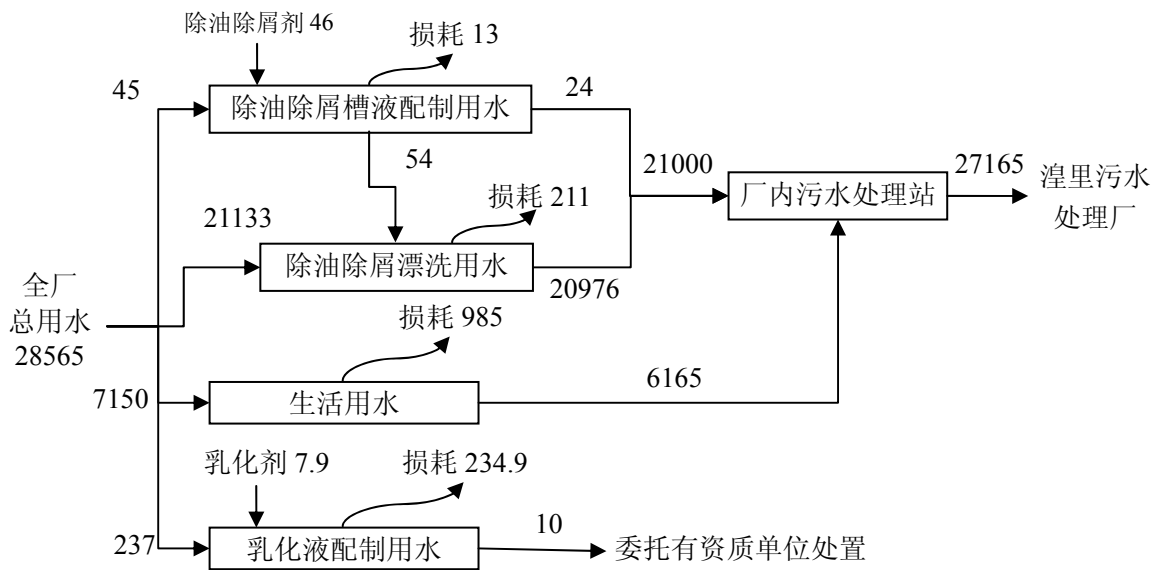 除油除屑剂 46
损耗 13
45
除油除屑槽液配制用水
24
54
21000
27165
厂内污水处理站
湟里污水
处理厂
损耗 211
21133
除油除屑漂洗用水
20976
全厂
总用水
28565
损耗 985
7150
生活用水
6165
乳化剂 7.9
损耗 234.9
237
乳化液配制用水
10
委托有资质单位处置